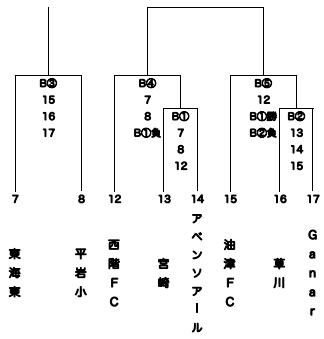 B③
15
16
17
B④
7
8
B①負
B①
7
8
12
B⑤
12
B①勝
B②負
B②
13
14
15
7
8
12
13
14
15
16
17
東海東
平岩小
西階FC
宮崎
アベンソアール
油津FC
草川
Ganar